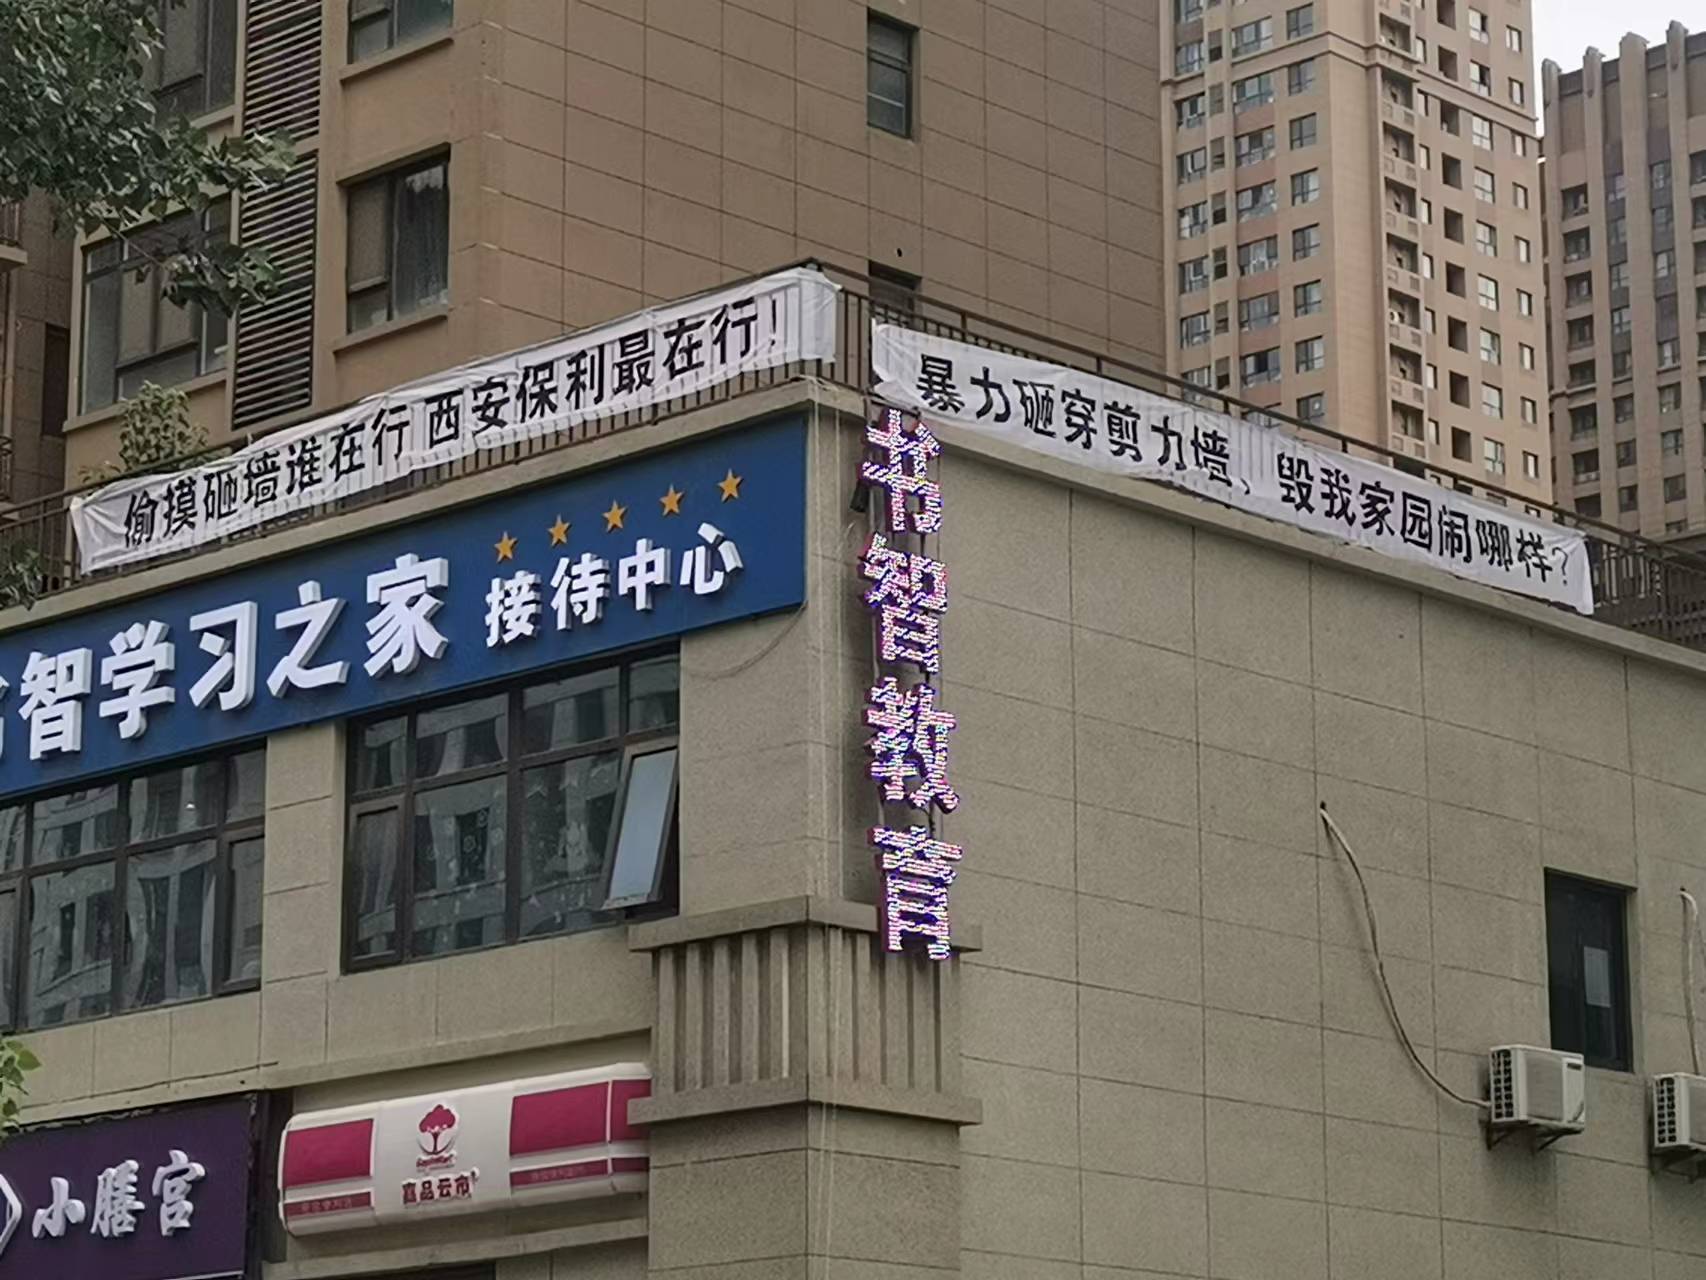 偷摸砸墙谁在行 西安保利最在行！
暴力砸穿剪力墙，毁我家园闹哪样？
智学习之家 接待中心
书智教育
嘉品云市
小膳宫